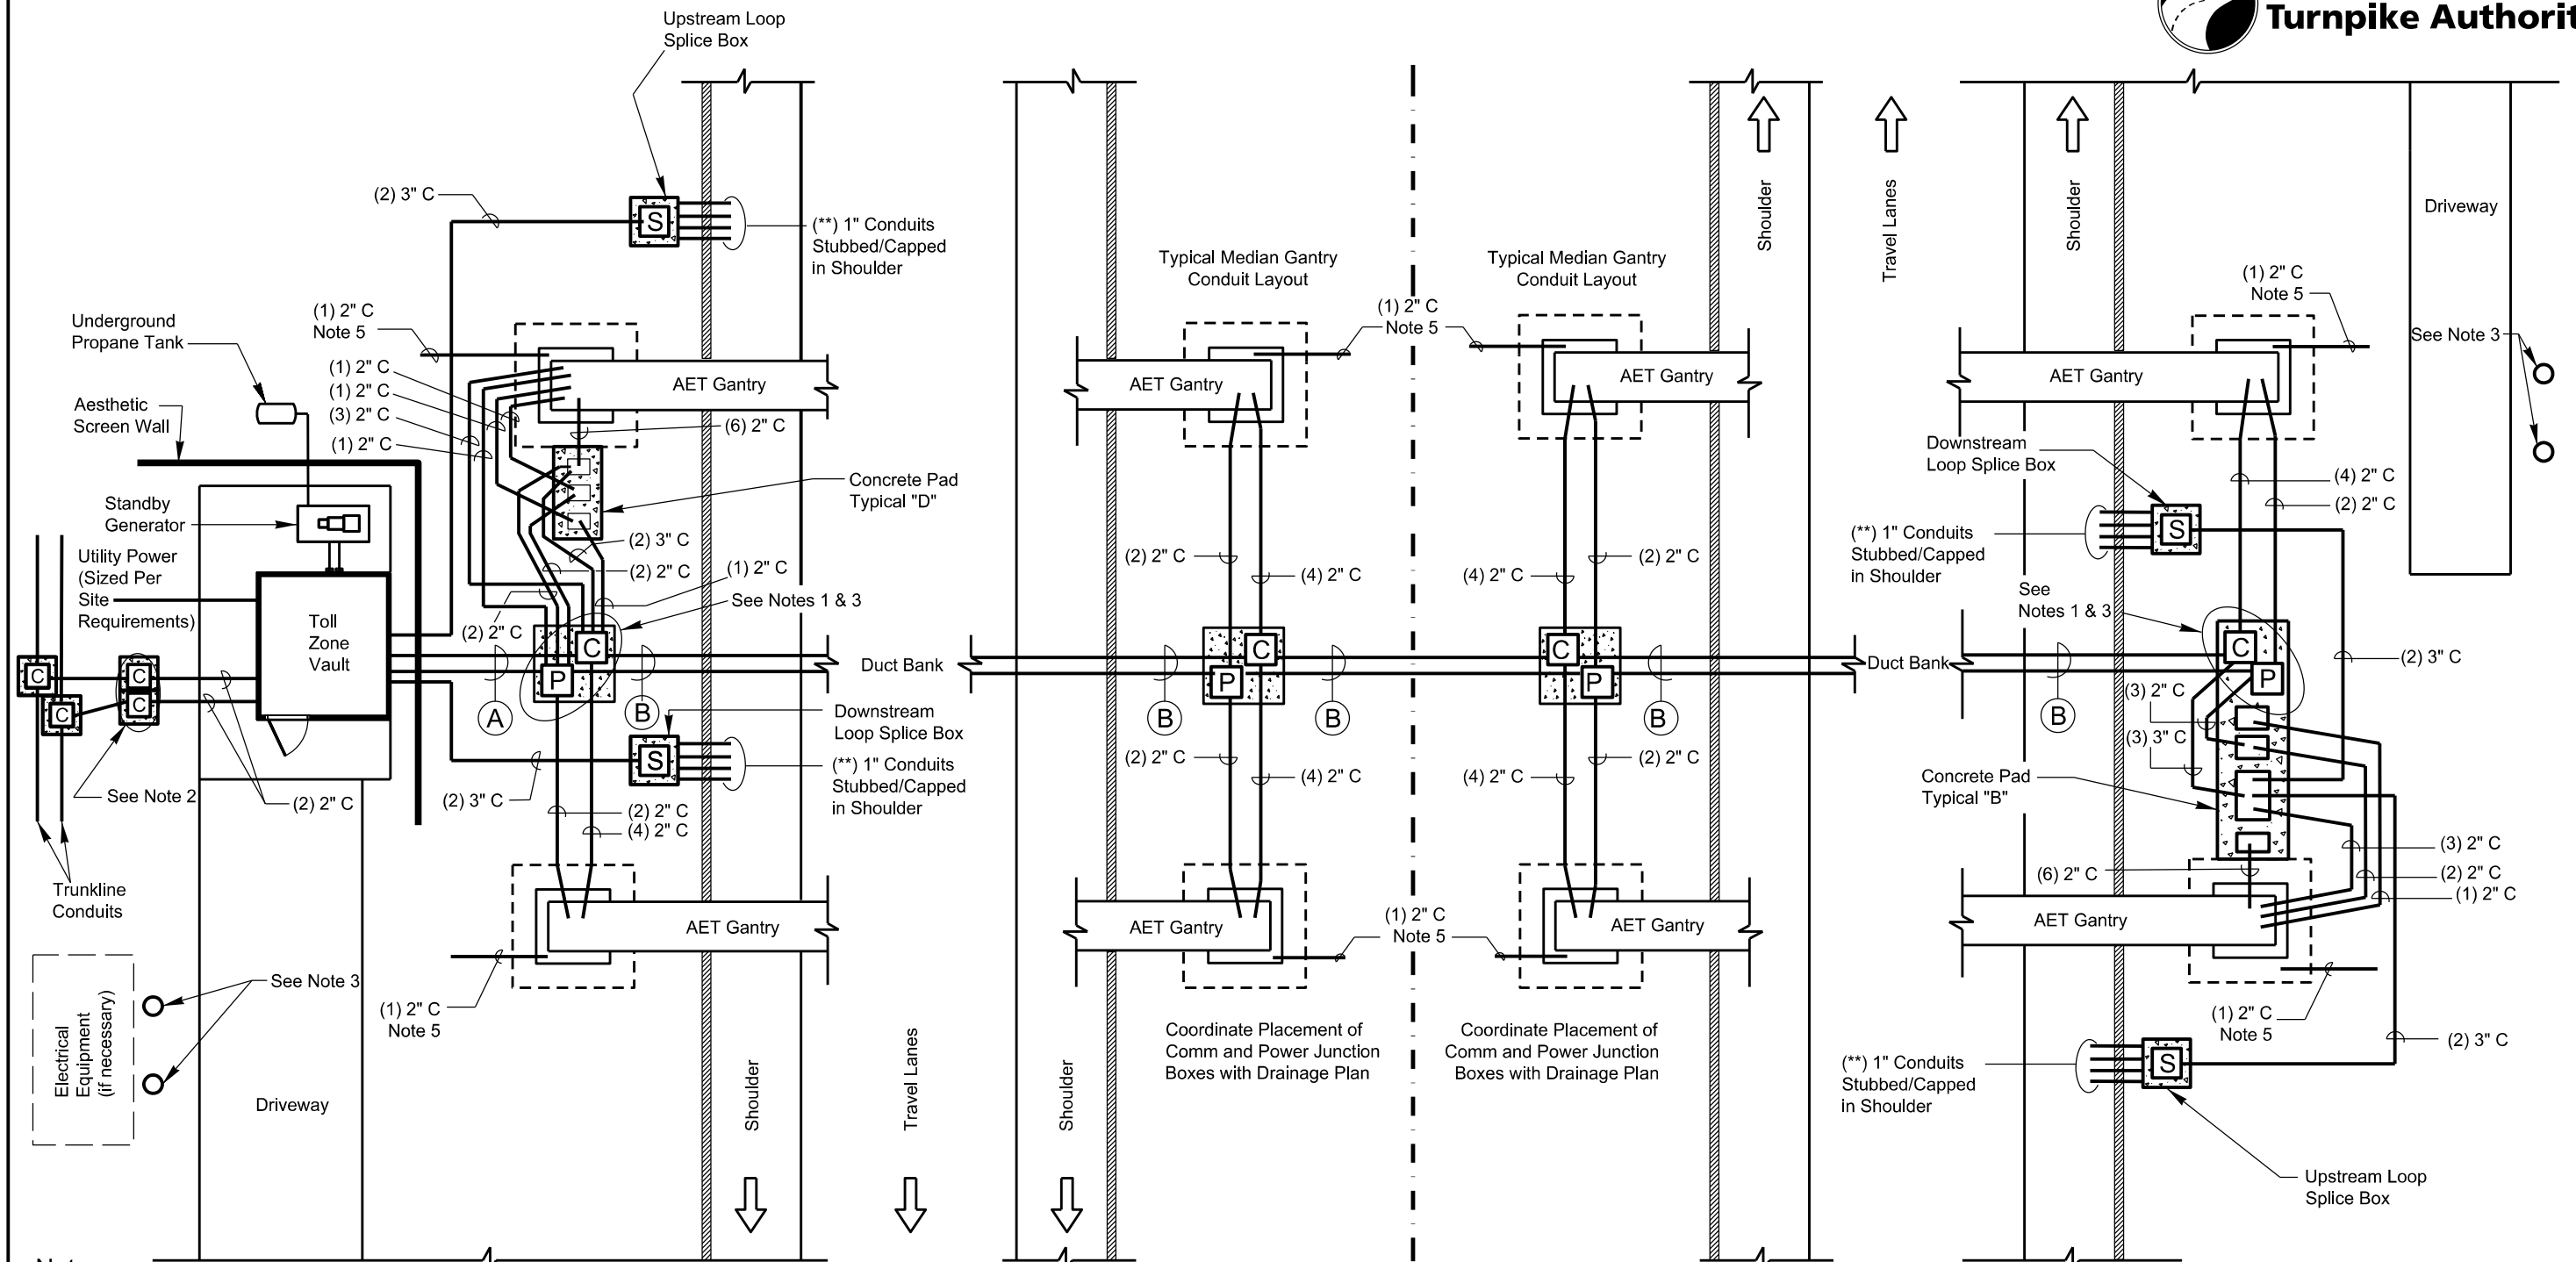 Turnpike Authorit
Upstream Loop
Splice Box
(2) 3" C
S
(**) 1" Conduits
Stubbed/Capped
in Shoulder
(1) 2" C
Note 5
Underground
Propane Tank
(1) 2" C
(1) 2" C
(3) 2" C
(1) 2" C
AET Gantry
(6) 2" C
Aesthetic
Screen Wall
Concrete Pad
Typical "D"
Standby
Generator
(2) 3" C
(2) 2" C
(1) 2" C
See Notes 1 & 3
Utility Power
(Sized Per
Site
Requirements)
Toll
Zone
Vault
(2) 2" C
C
P
C
C
C
C
Duct Bank
A
B
Downstream
Loop Splice Box
S
(**) 1" Conduits
Stubbed/Capped
in Shoulder
See Note 2
(2) 2" C
(2) 3" C
(2) 2" C
(4) 2" C
Trunkline
Conduits
AET Gantry
See Note 3
Electrical
Equipment
(if necessary)
(1) 2" C
Note 5
Driveway
Shoulder
Travel Lanes
Shoulder
Typical Median Gantry
Conduit Layout
Typical Median Gantry
Conduit Layout
(1) 2" C
Note 5
AET Gantry
AET Gantry
(2) 2" C
(4) 2" C
(4) 2" C
(2) 2" C
C
P
C
P
B
B
B
(2) 2" C
(4) 2" C
(4) 2" C
(2) 2" C
AET Gantry
AET Gantry
(1) 2" C
Note 5
Coordinate Placement of
Comm and Power Junction
Boxes with Drainage Plan
Coordinate Placement of
Comm and Power Junction
Boxes with Drainage Plan
Shoulder
Travel Lanes
Shoulder
Driveway
(1) 2" C
Note 5
See Note 3
AET Gantry
Downstream
Loop Splice Box
(4) 2" C
(2) 2" C
S
(**) 1" Conduits
Stubbed/Capped
in Shoulder
See
Notes 1 & 3
C
P
Duct Bank
B
(2) 3" C
(3) 2" C
(3) 3" C
Concrete Pad
Typical "B"
(3) 2" C
(2) 2" C
(1) 2" C
(6) 2" C
AET Gantry
(1) 2" C
Note 5
(2) 3" C
S
(**) 1" Conduits
Stubbed/Capped
in Shoulder
Upstream Loop
Splice Box